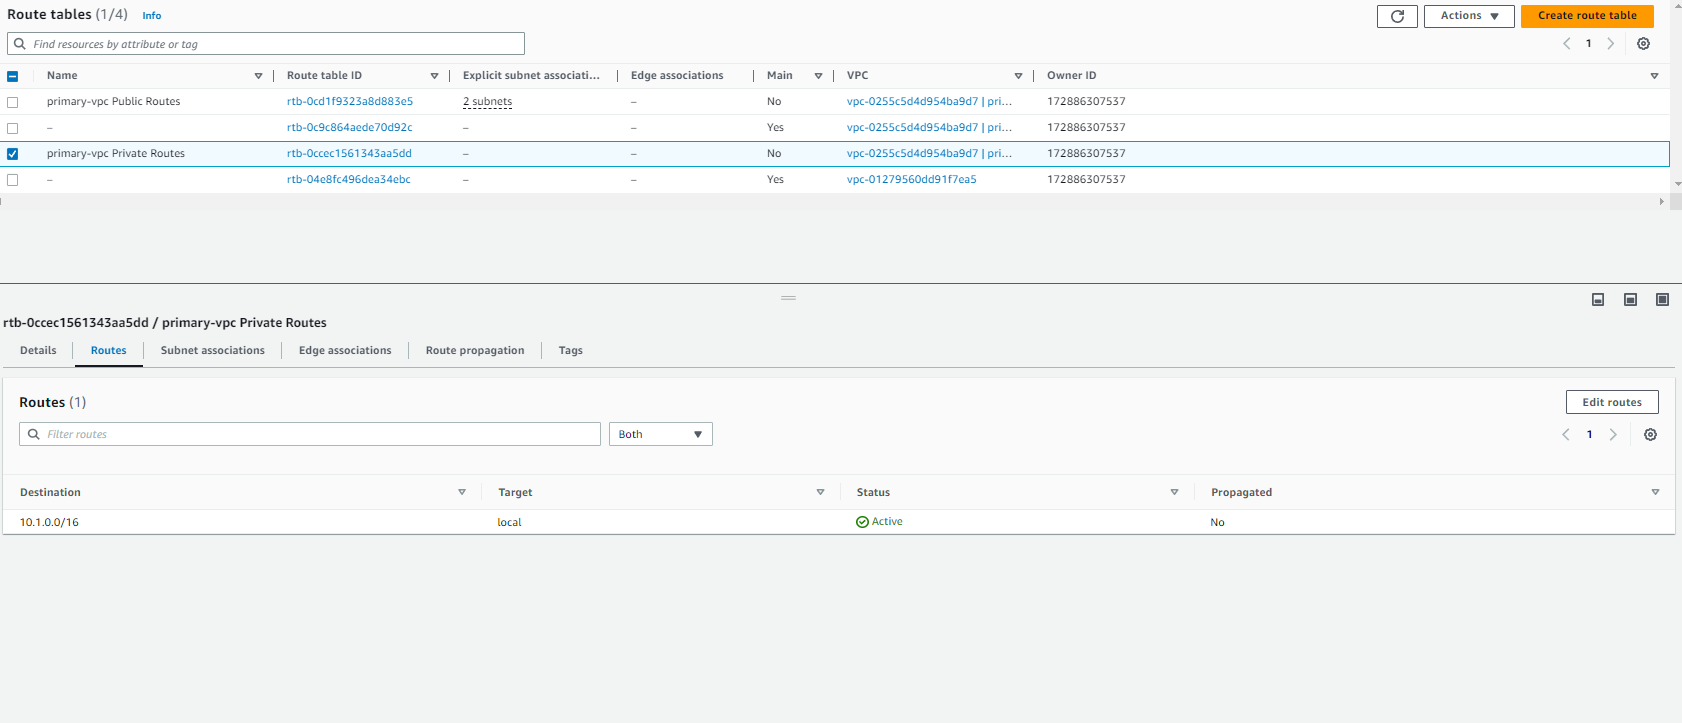 Route tables (1/4) Info
Actions
Create route table
Find resources by attribute or tag
1
Name Route table ID Explicit subnet associati... Edge associations Main VPC Owner ID
primary-vpc Public Routes rtb-0cd1f9323a8d883e5 2 subnets – No vpc-0255c5d4d954ba9d7 | pri... 172886307537
– rtb-0c9c864aede70d92c – – Yes vpc-0255c5d4d954ba9d7 | pri... 172886307537
primary-vpc Private Routes rtb-0ccec1561343aa5dd – – No vpc-0255c5d4d954ba9d7 | pri... 172886307537
– rtb-04e8fc496dea34ebc – – Yes vpc-01279560dd91f7ea5 172886307537
rtb-0ccec1561343aa5dd / primary-vpc Private Routes
Details Routes Subnet associations Edge associations Route propagation Tags
Routes (1)
Edit routes
Filter routes
Both
1
Destination Target Status Propagated
10.1.0.0/16 local Active No